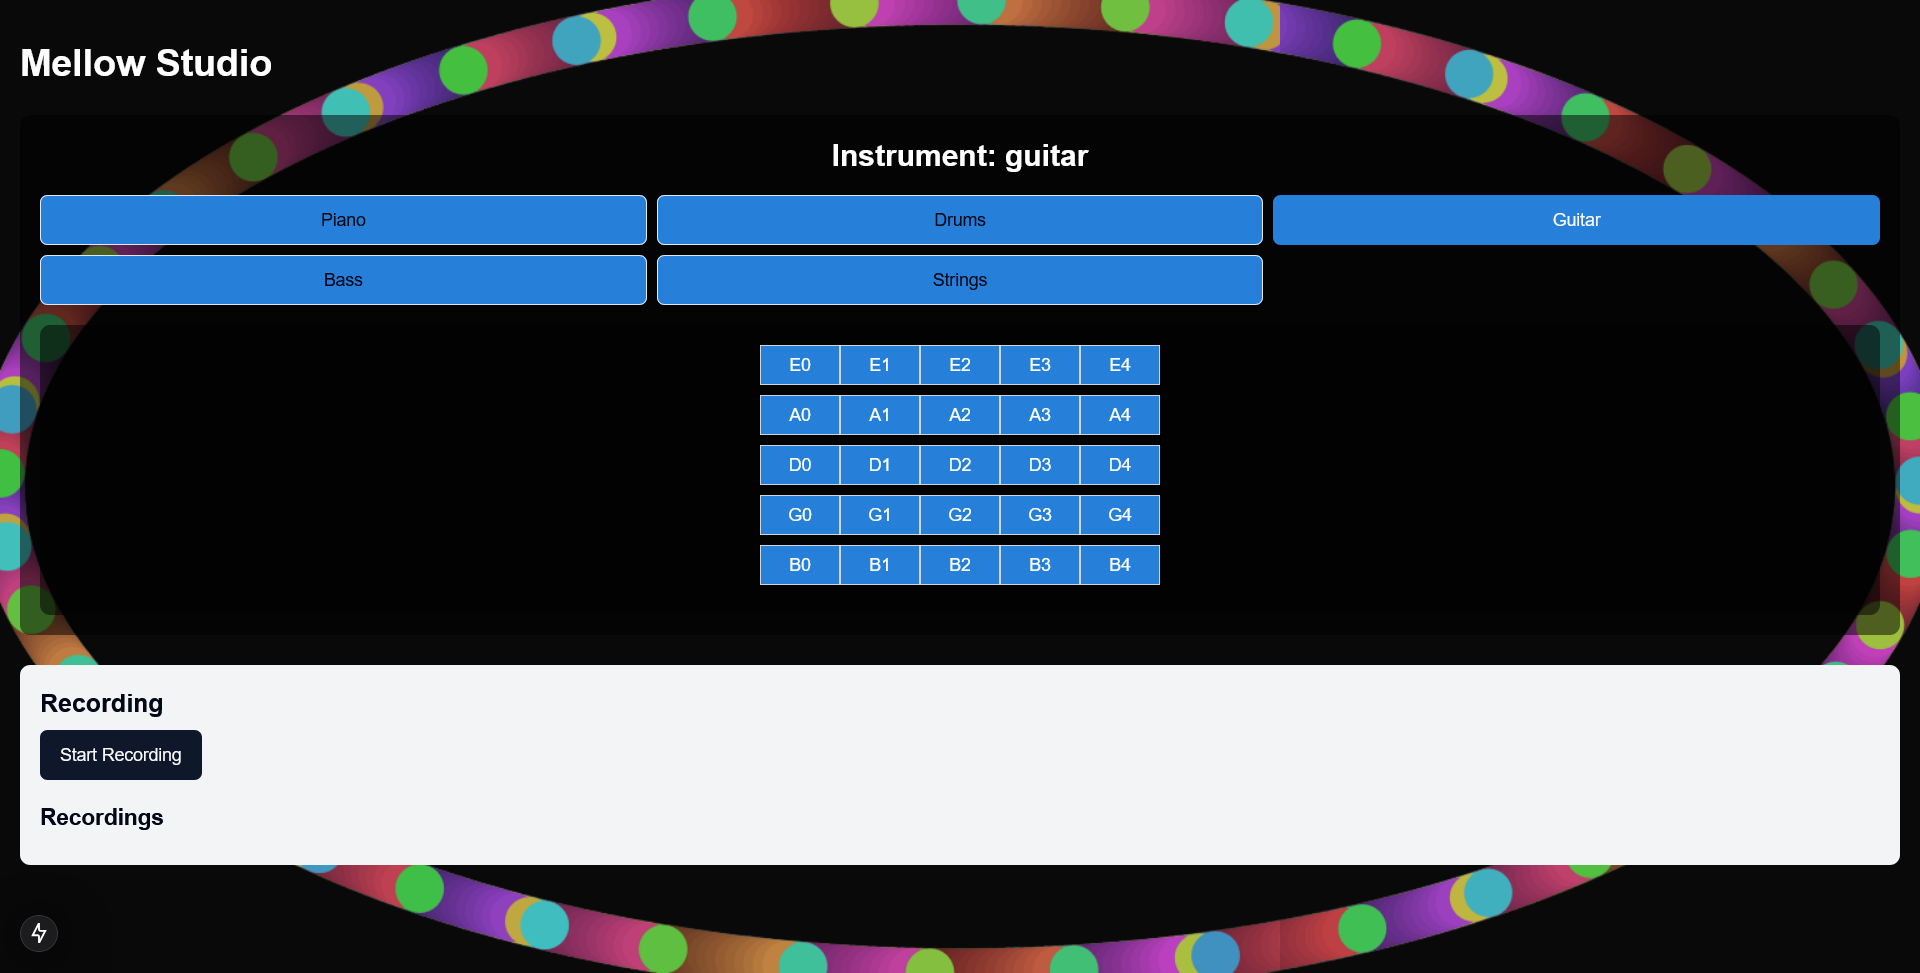 Mellow Studio
Instrument: guitar
Piano Drums Guitar
Bass Strings
E0 E1 E2 E3 E4
A0 A1 A2 A3 A4
D0 D1 D2 D3 D4
G0 G1 G2 G3 G4
B0 B1 B2 B3 B4
Recording
Start Recording
Recordings